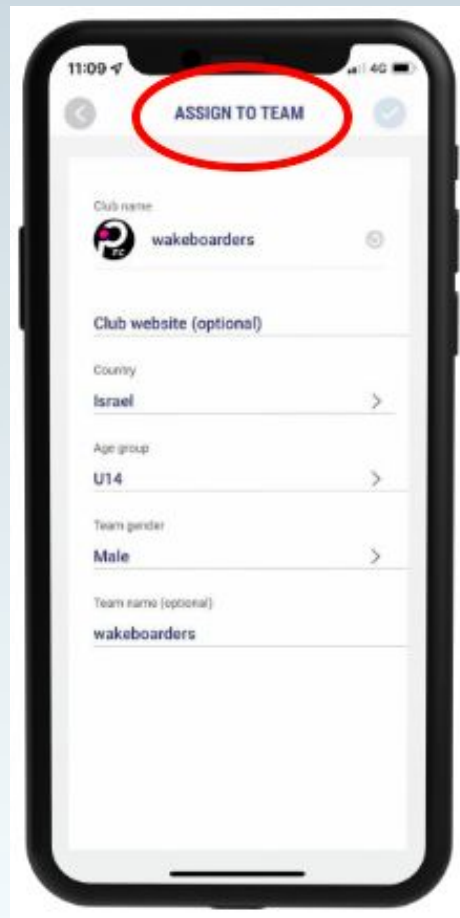 11:09
4G
ASSIGN TO TEAM
Club name
FC
wakeboarders
Club website (optional)
Country
Israel
Age group
U14
Team gender
Male
Team name (optional)
wakeboarders